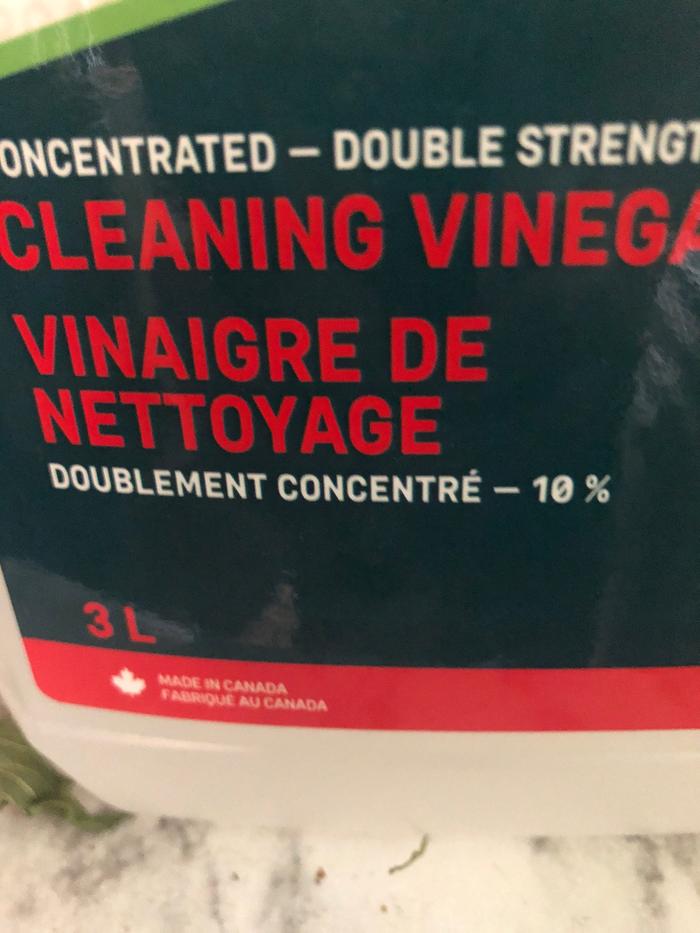 ONCENTRATED – DOUBLE STRENGT
CLEANING VINEGA
VINAIGRE DE
NETTOYAGE
DOUBLEMENT CONCENTRÉ – 10 %
3 L
MADE IN CANADA
FABRIQUÉ AU CANADA